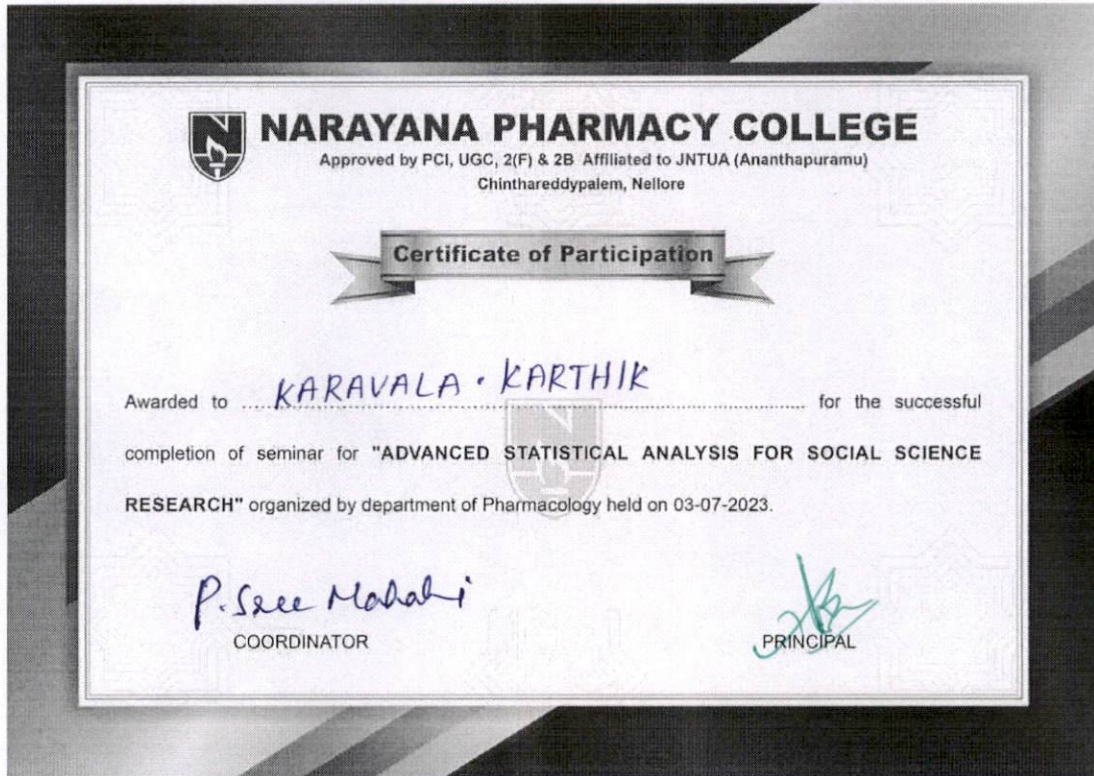 NARAYANA PHARMACY COLLEGE
Approved by PCI, UGC, 2(F) & 2B Affiliated to JNTUA (Ananthapuramu)
Chinthareddypalem, Nellore
Certificate of Participation
Awarded to KARAVALA. KARTHIK for the successful
completion of seminar for "ADVANCED STATISTICAL ANALYSIS FOR SOCIAL SCIENCE
RESEARCH" organized by department of Pharmacology held on 03-07-2023.
P. Sree
COORDINATOR
PRINCIPAL